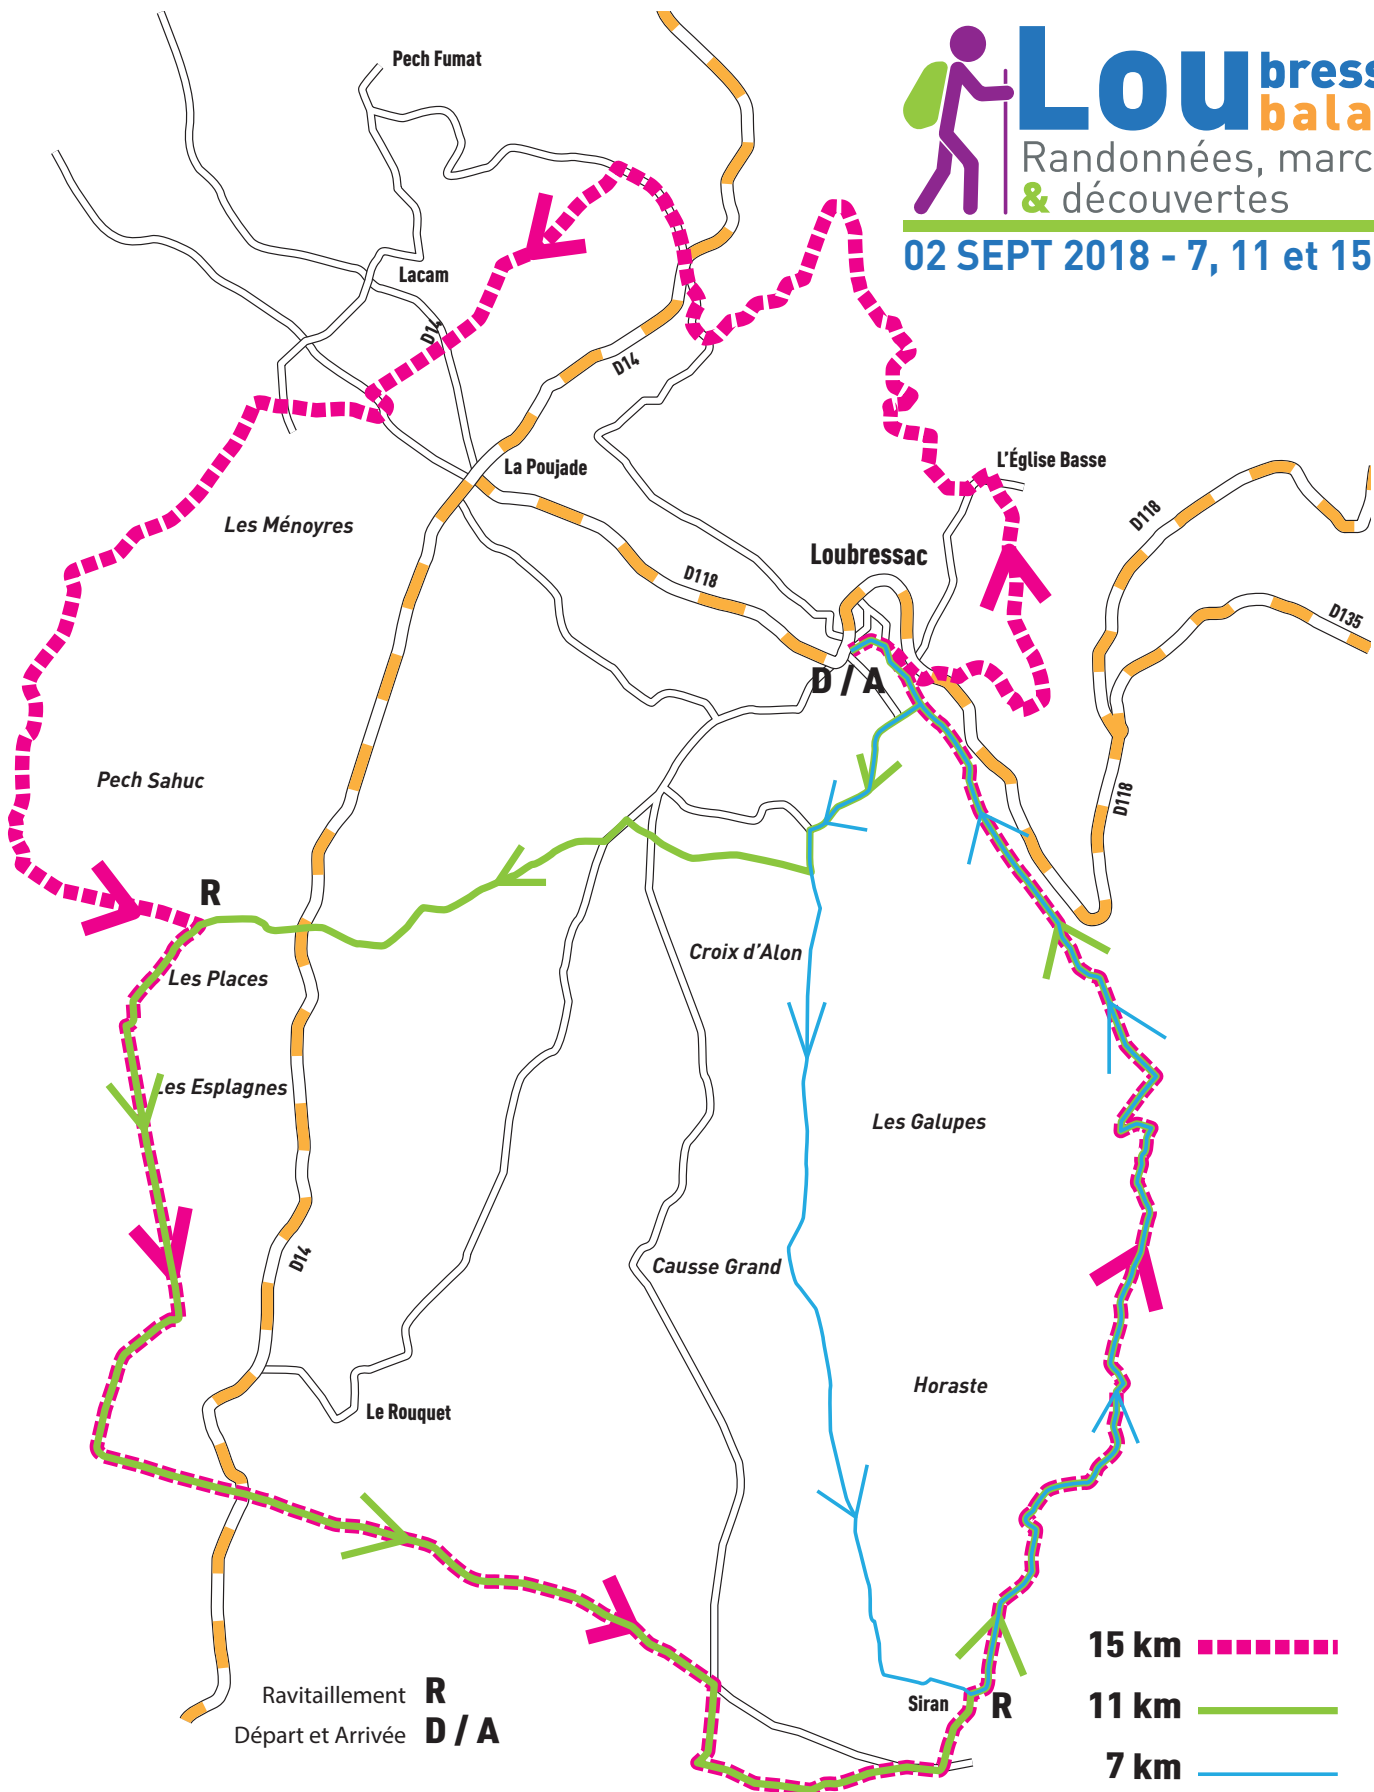 Pech Fumat
Lou
bress
bala
Randonnées, marc
& découvertes
02 SEPT 2018 - 7, 11 et 15
Lacam
D14
D14
La Poujade
L'Église Basse
Les Ménoyres
D118
Loubressac
D118
D135
D / A
Pech Sahuc
D118
R
Croix d'Alon
Les Places
Les Esplagnes
Les Galupes
D14
Causse Grand
Horaste
Le Rouquet
15 km
Ravitaillement R
Siran
R
11 km
Départ et Arrivée D / A
7 km